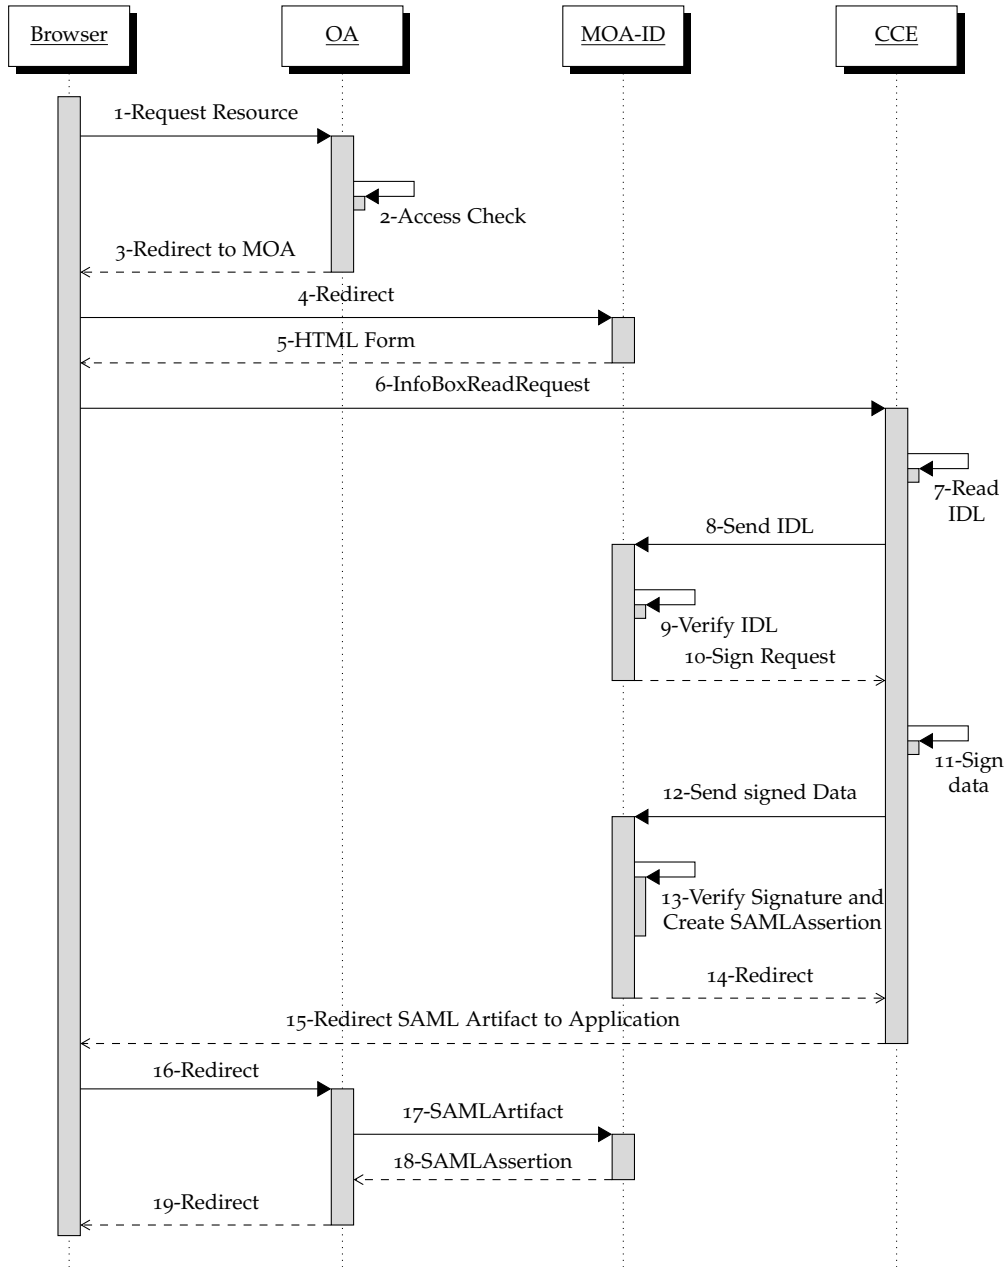 Browser
OA
MOA-ID
CCE
1-Request Resource
2-Access Check
3-Redirect to MOA
4-Redirect
5-HTML Form
6-InfoBoxReadRequest
7-Read
IDL
8-Send IDL
9-Verify IDL
10-Sign Request
11-Sign
data
12-Send signed Data
13-Verify Signature and
Create SAMLAssertion
14-Redirect
15-Redirect SAML Artifact to Application
16-Redirect
17-SAMLArtifact
18-SAMLAssertion
19-Redirect